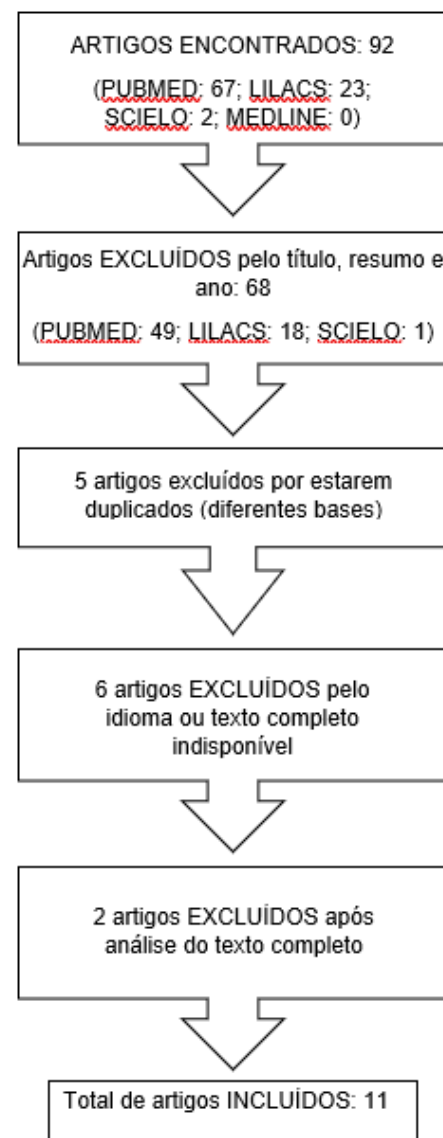 ARTIGOS ENCONTRADOS: 92
(PUBMED: 67; LILACS: 23;
SCIELO: 2; MEDLINE: 0)
Artigos EXCLUÍDOS pelo título, resumo e
ano: 68
(PUBMED: 49; LILACS: 18; SCIELO: 1)
5 artigos excluídos por estarem
duplicados (diferentes bases)
6 artigos EXCLUÍDOS pelo
idioma ou texto completo
indisponível
2 artigos EXCLUÍDOS após
análise do texto completo
Total de artigos INCLUÍDOS: 11